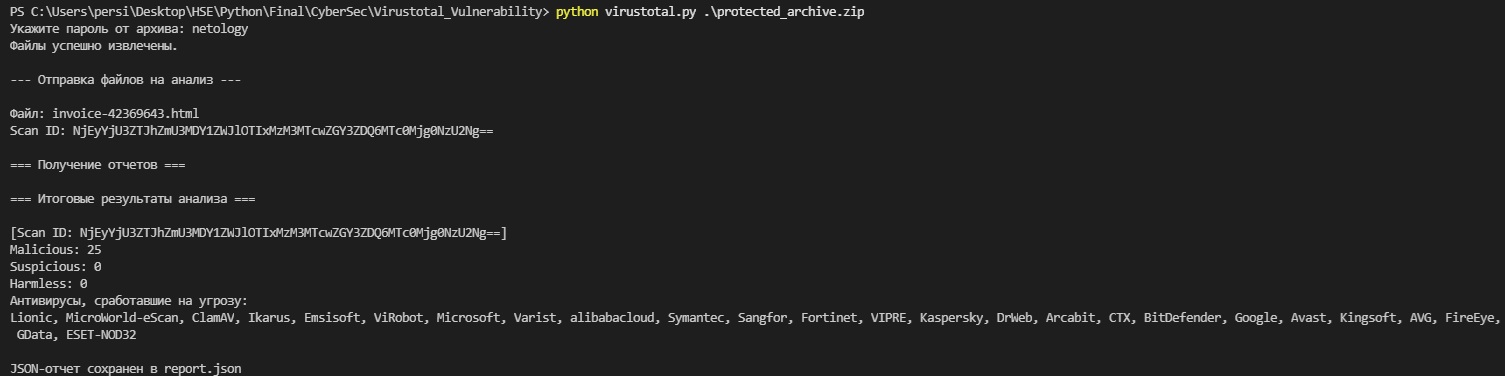 PS C:\Users\persi\Desktop\HSE\Python\Final\CyberSec\Virustotal_Vulnerability> python virustotal.py .\protected_archive.zip
Укажите пароль от архива: netology
Файлы успешно извлечены.
--- Отправка файлов на анализ ---
Файл: invoice-42369643.html
Scan ID: NjEyYjU3ZTJhZmU3MDY1ZWJlOTIxMzM3MTcwZGY3ZDQ6MTc0Mjg0NzU2Ng==
=== Получение отчетов ===
=== Итоговые результаты анализа ===
[Scan ID: NjEyYjU3ZTJhZmU3MDY1ZWJlOTIxMzM3MTcwZGY3ZDQ6MTc0Mjg0NzU2Ng==]
Malicious: 25
Suspicious: 0
Harmless: 0
Антивирусы, сработавшие на угрозу:
Lionic, MicroWorld-eScan, ClamAV, Ikarus, Emsisoft, ViRobot, Microsoft, Varist, alibabacloud, Symantec, Sangfor, Fortinet, VIPRE, Kaspersky, DrWeb, Arcabit, CTX, BitDefender, Google, Avast, Kingsoft, AVG, FireEye,
GData, ESET-NOD32
JSON-отчет сохранен в report.json